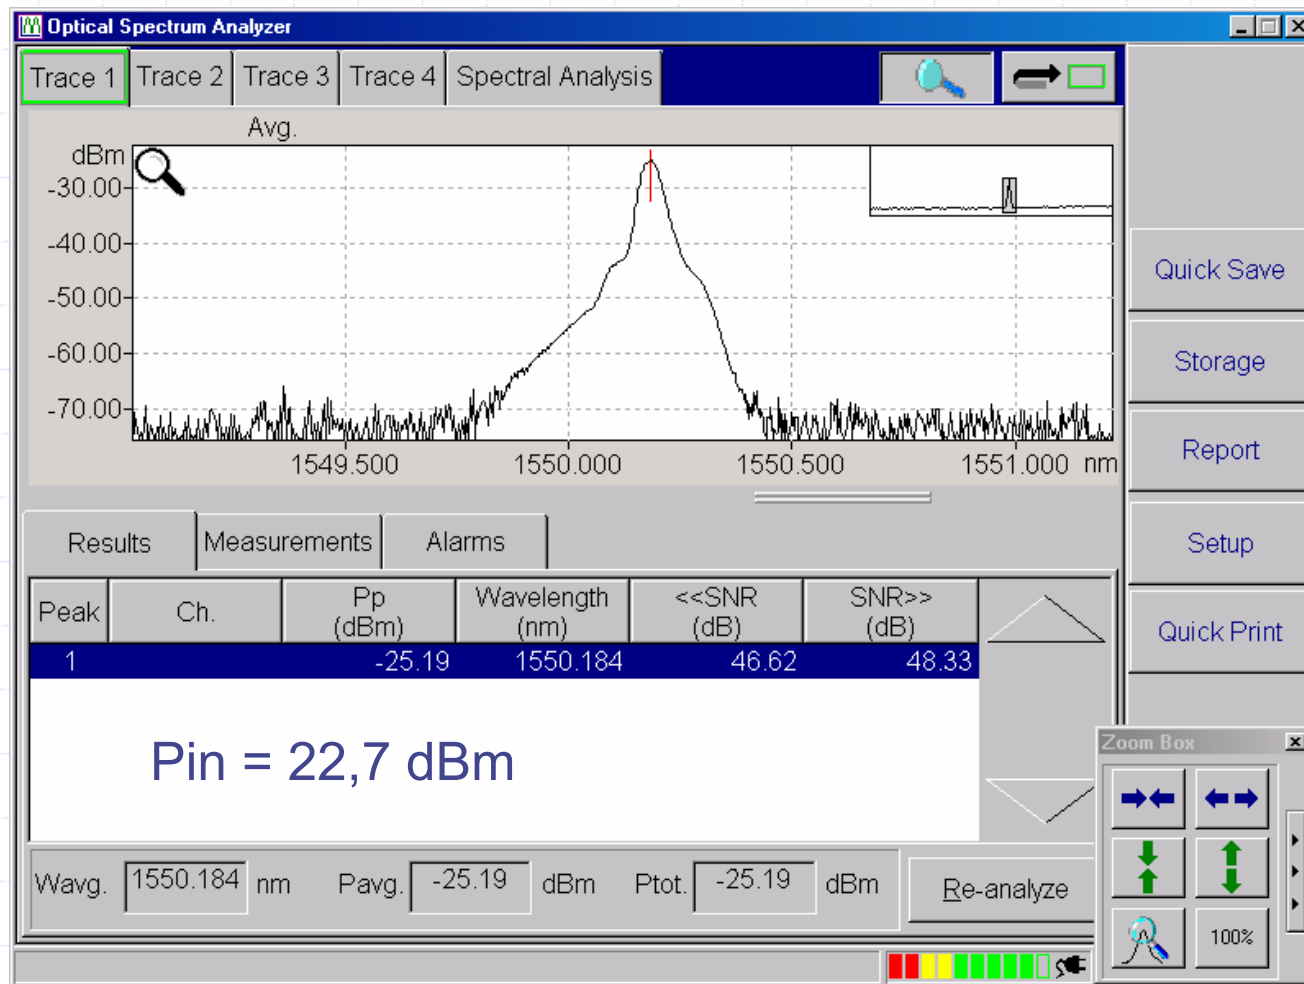 Optical Spectrum Analyzer
Trace 1 Trace 2 Trace 3 Trace 4 Spectral Analysis
Avg.
dBm
-30.00
-40.00
-50.00
-60.00
-70.00
1549.500 1550.000 1550.500 1551.000 nm
Quick Save
Storage
Report
Setup
Quick Print
Results Measurements Alarms
Peak Ch. Pp (dBm) Wavelength (nm) <<SNR (dB) SNR>> (dB)
1 -25.19 1550.184 46.62 48.33
Pin = 22,7 dBm
Wavg. 1550.184 nm Pavg. -25.19 dBm Ptot. -25.19 dBm Re-analyze
Zoom Box
100%